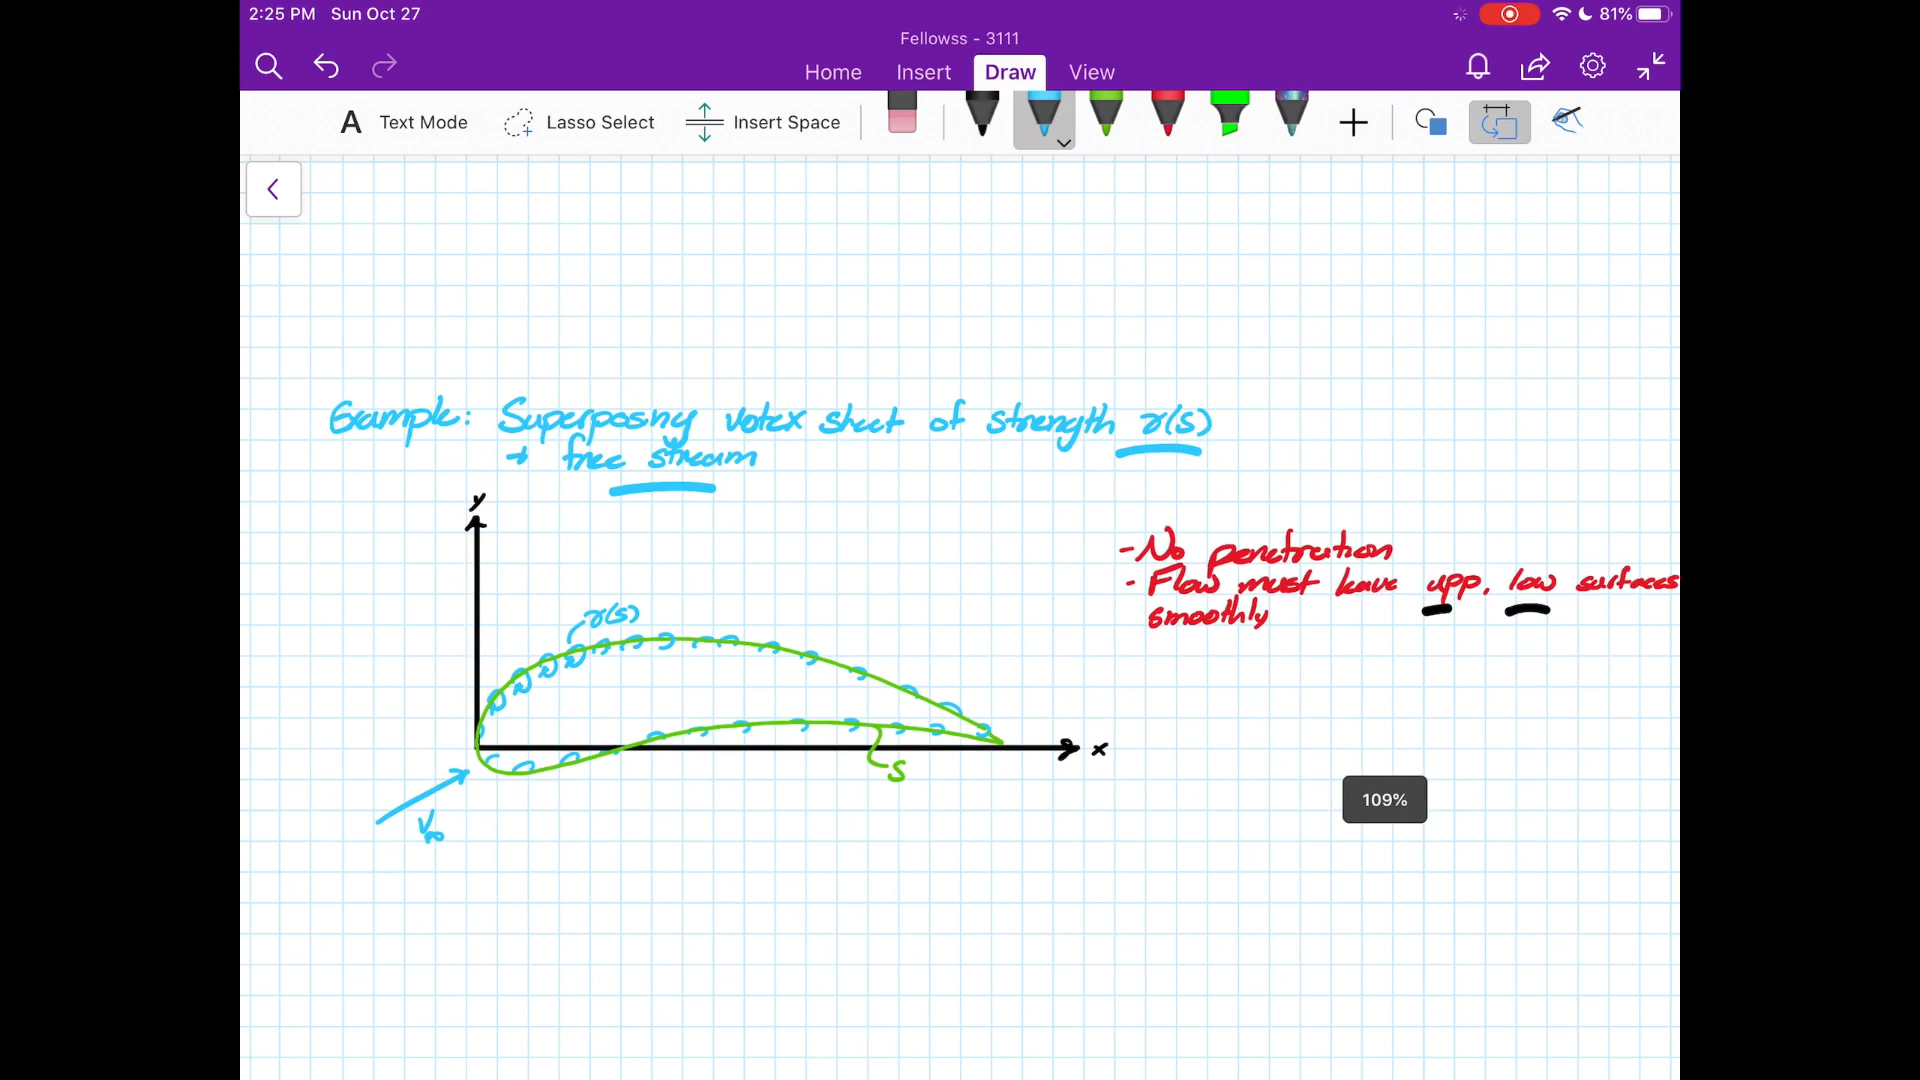 2:25 PM Sun Oct 27
81%
Fellowss - 3111
Home Insert Draw View
A Text Mode Lasso Select Insert Space
Example: Superposing votex sheet of strength γ(s)
+ free stream
y
- No penetration
- Flow must leave upp. low surfaces
smoothly
γ(s)
x
s
V∞
109%